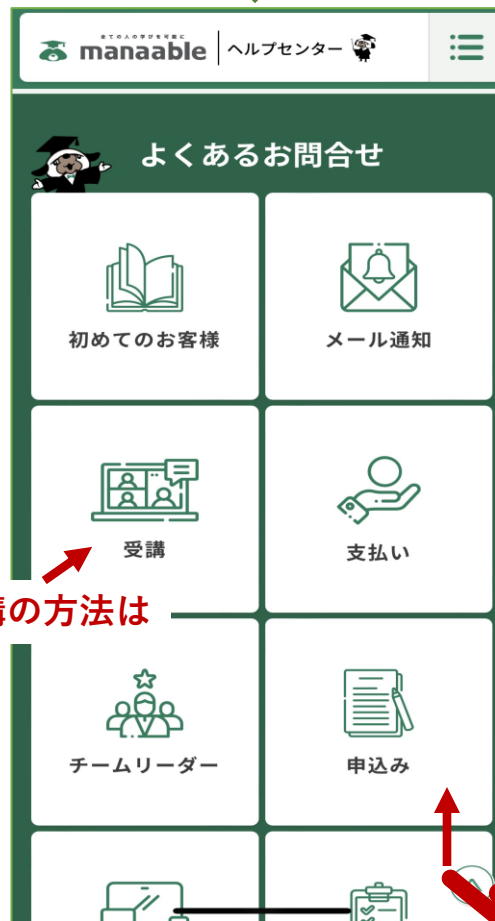 全ての人の学びを可能に
manaable ヘルプセンター
よくあるお問合せ
初めてのお客様
メール通知
受講
支払い
の方法は
チームリーダー
申込み